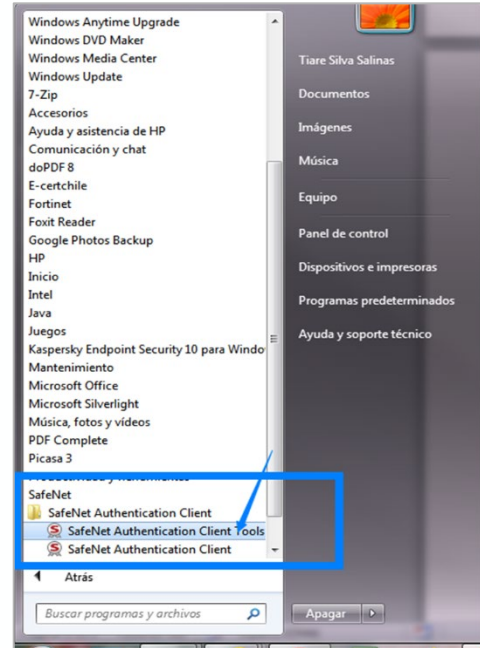 Windows Anytime Upgrade
Windows DVD Maker
Windows Media Center
Windows Update
7-Zip
Accesorios
Ayuda y asistencia de HP
Comunicación y chat
doPDF 8
E-certchile
Fortinet
Foxit Reader
Google Photos Backup
HP
Inicio
Intel
Java
Juegos
Kaspersky Endpoint Security 10 para Windo
Mantenimiento
Microsoft Office
Microsoft Silverlight
Música, fotos y vídeos
PDF Complete
Picasa 3
Productividad y herramientas
SafeNet
SafeNet Authentication Client
SafeNet Authentication Client Tools
SafeNet Authentication Client
Atrás
Buscar programas y archivos
Tiare Silva Salinas
Documentos
Imágenes
Música
Equipo
Panel de control
Dispositivos e impresoras
Programas predeterminados
Ayuda y soporte técnico
Apagar